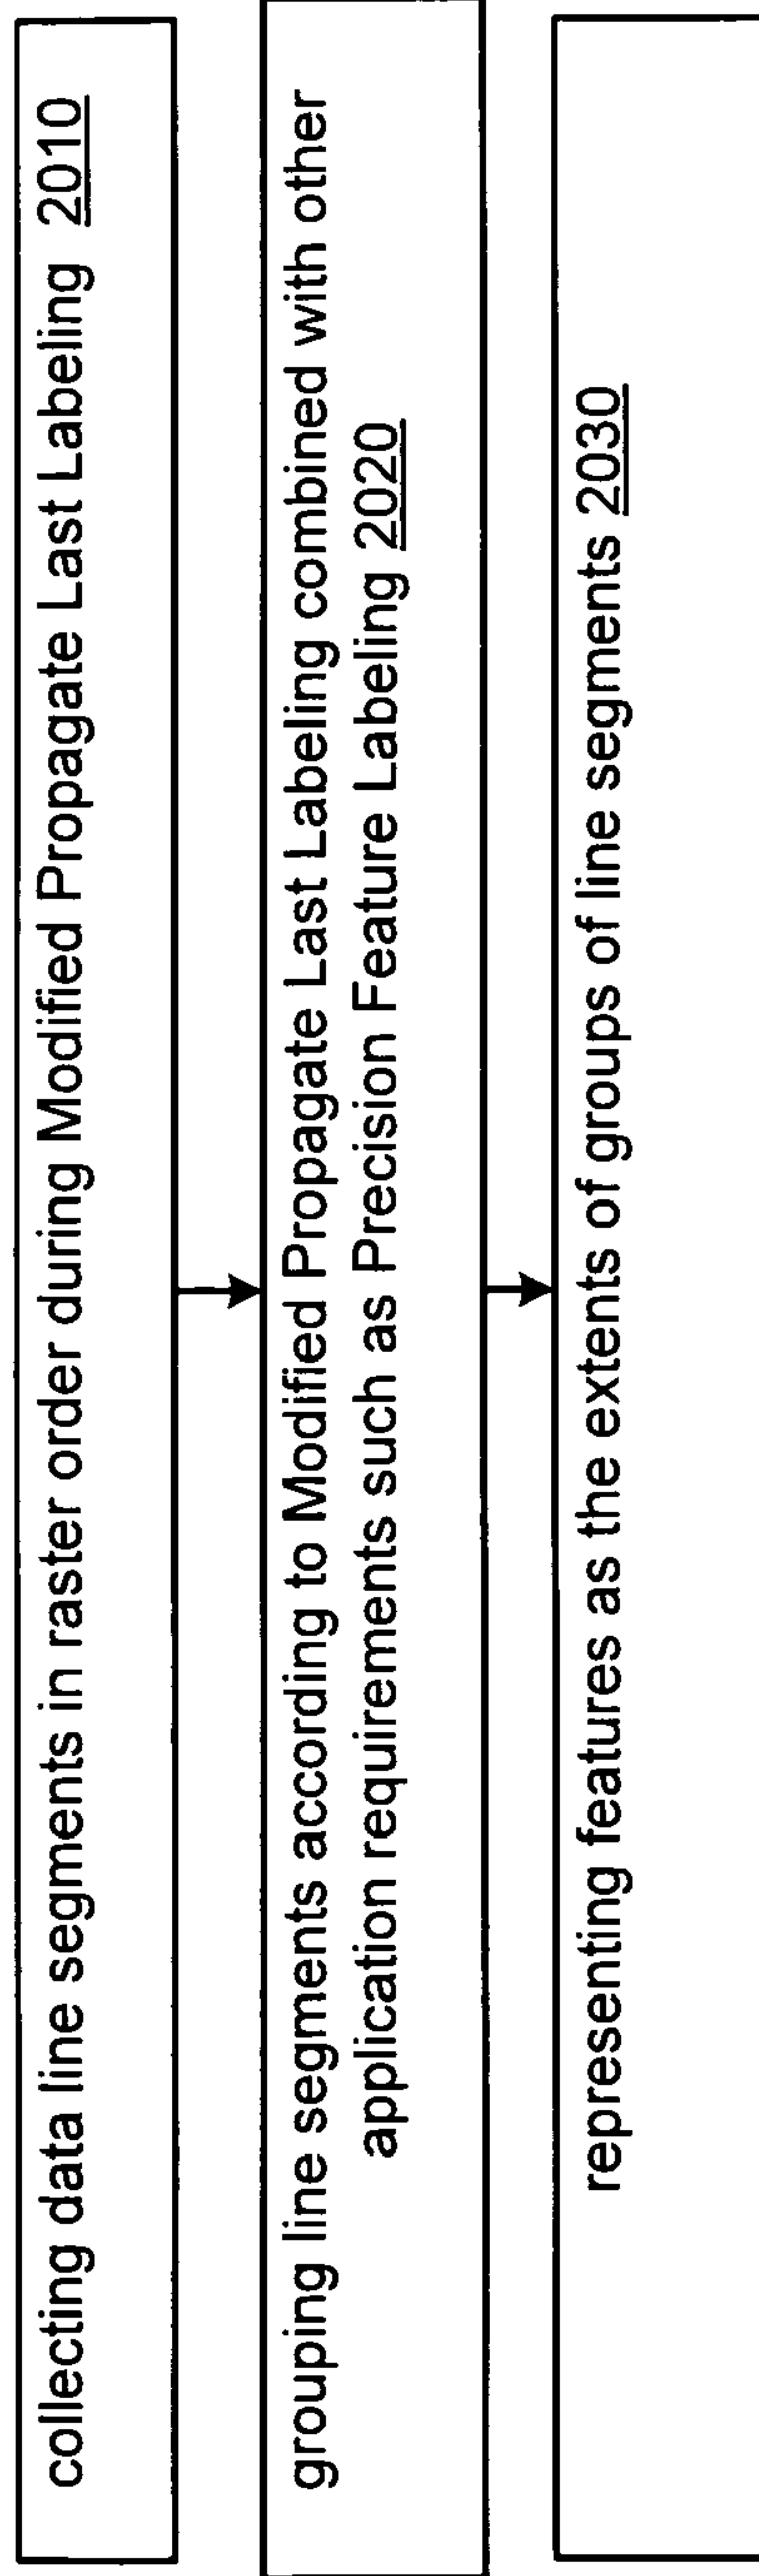 collecting data line segments in raster order during Modified Propagate Last Labeling 2010
grouping line segments according to Modified Propagate Last Labeling combined with other
application requirements such as Precision Feature Labeling 2020
representing features as the extents of groups of line segments 2030